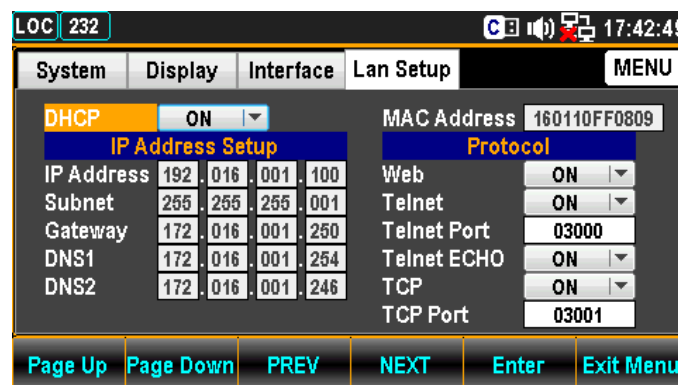 LOC 232 C 17:42:49
System Display Interface Lan Setup MENU
DHCP ON
IP Address Setup
IP Address 192 . 016 . 001 . 100
Subnet 255 . 255 . 255 . 001
Gateway 172 . 016 . 001 . 250
DNS1 172 . 016 . 001 . 254
DNS2 172 . 016 . 001 . 246
MAC Address 160110FF0809
Protocol
Web ON
Telnet ON
Telnet Port 03000
Telnet ECHO ON
TCP ON
TCP Port 03001
Page Up Page Down PREV NEXT Enter Exit Menu